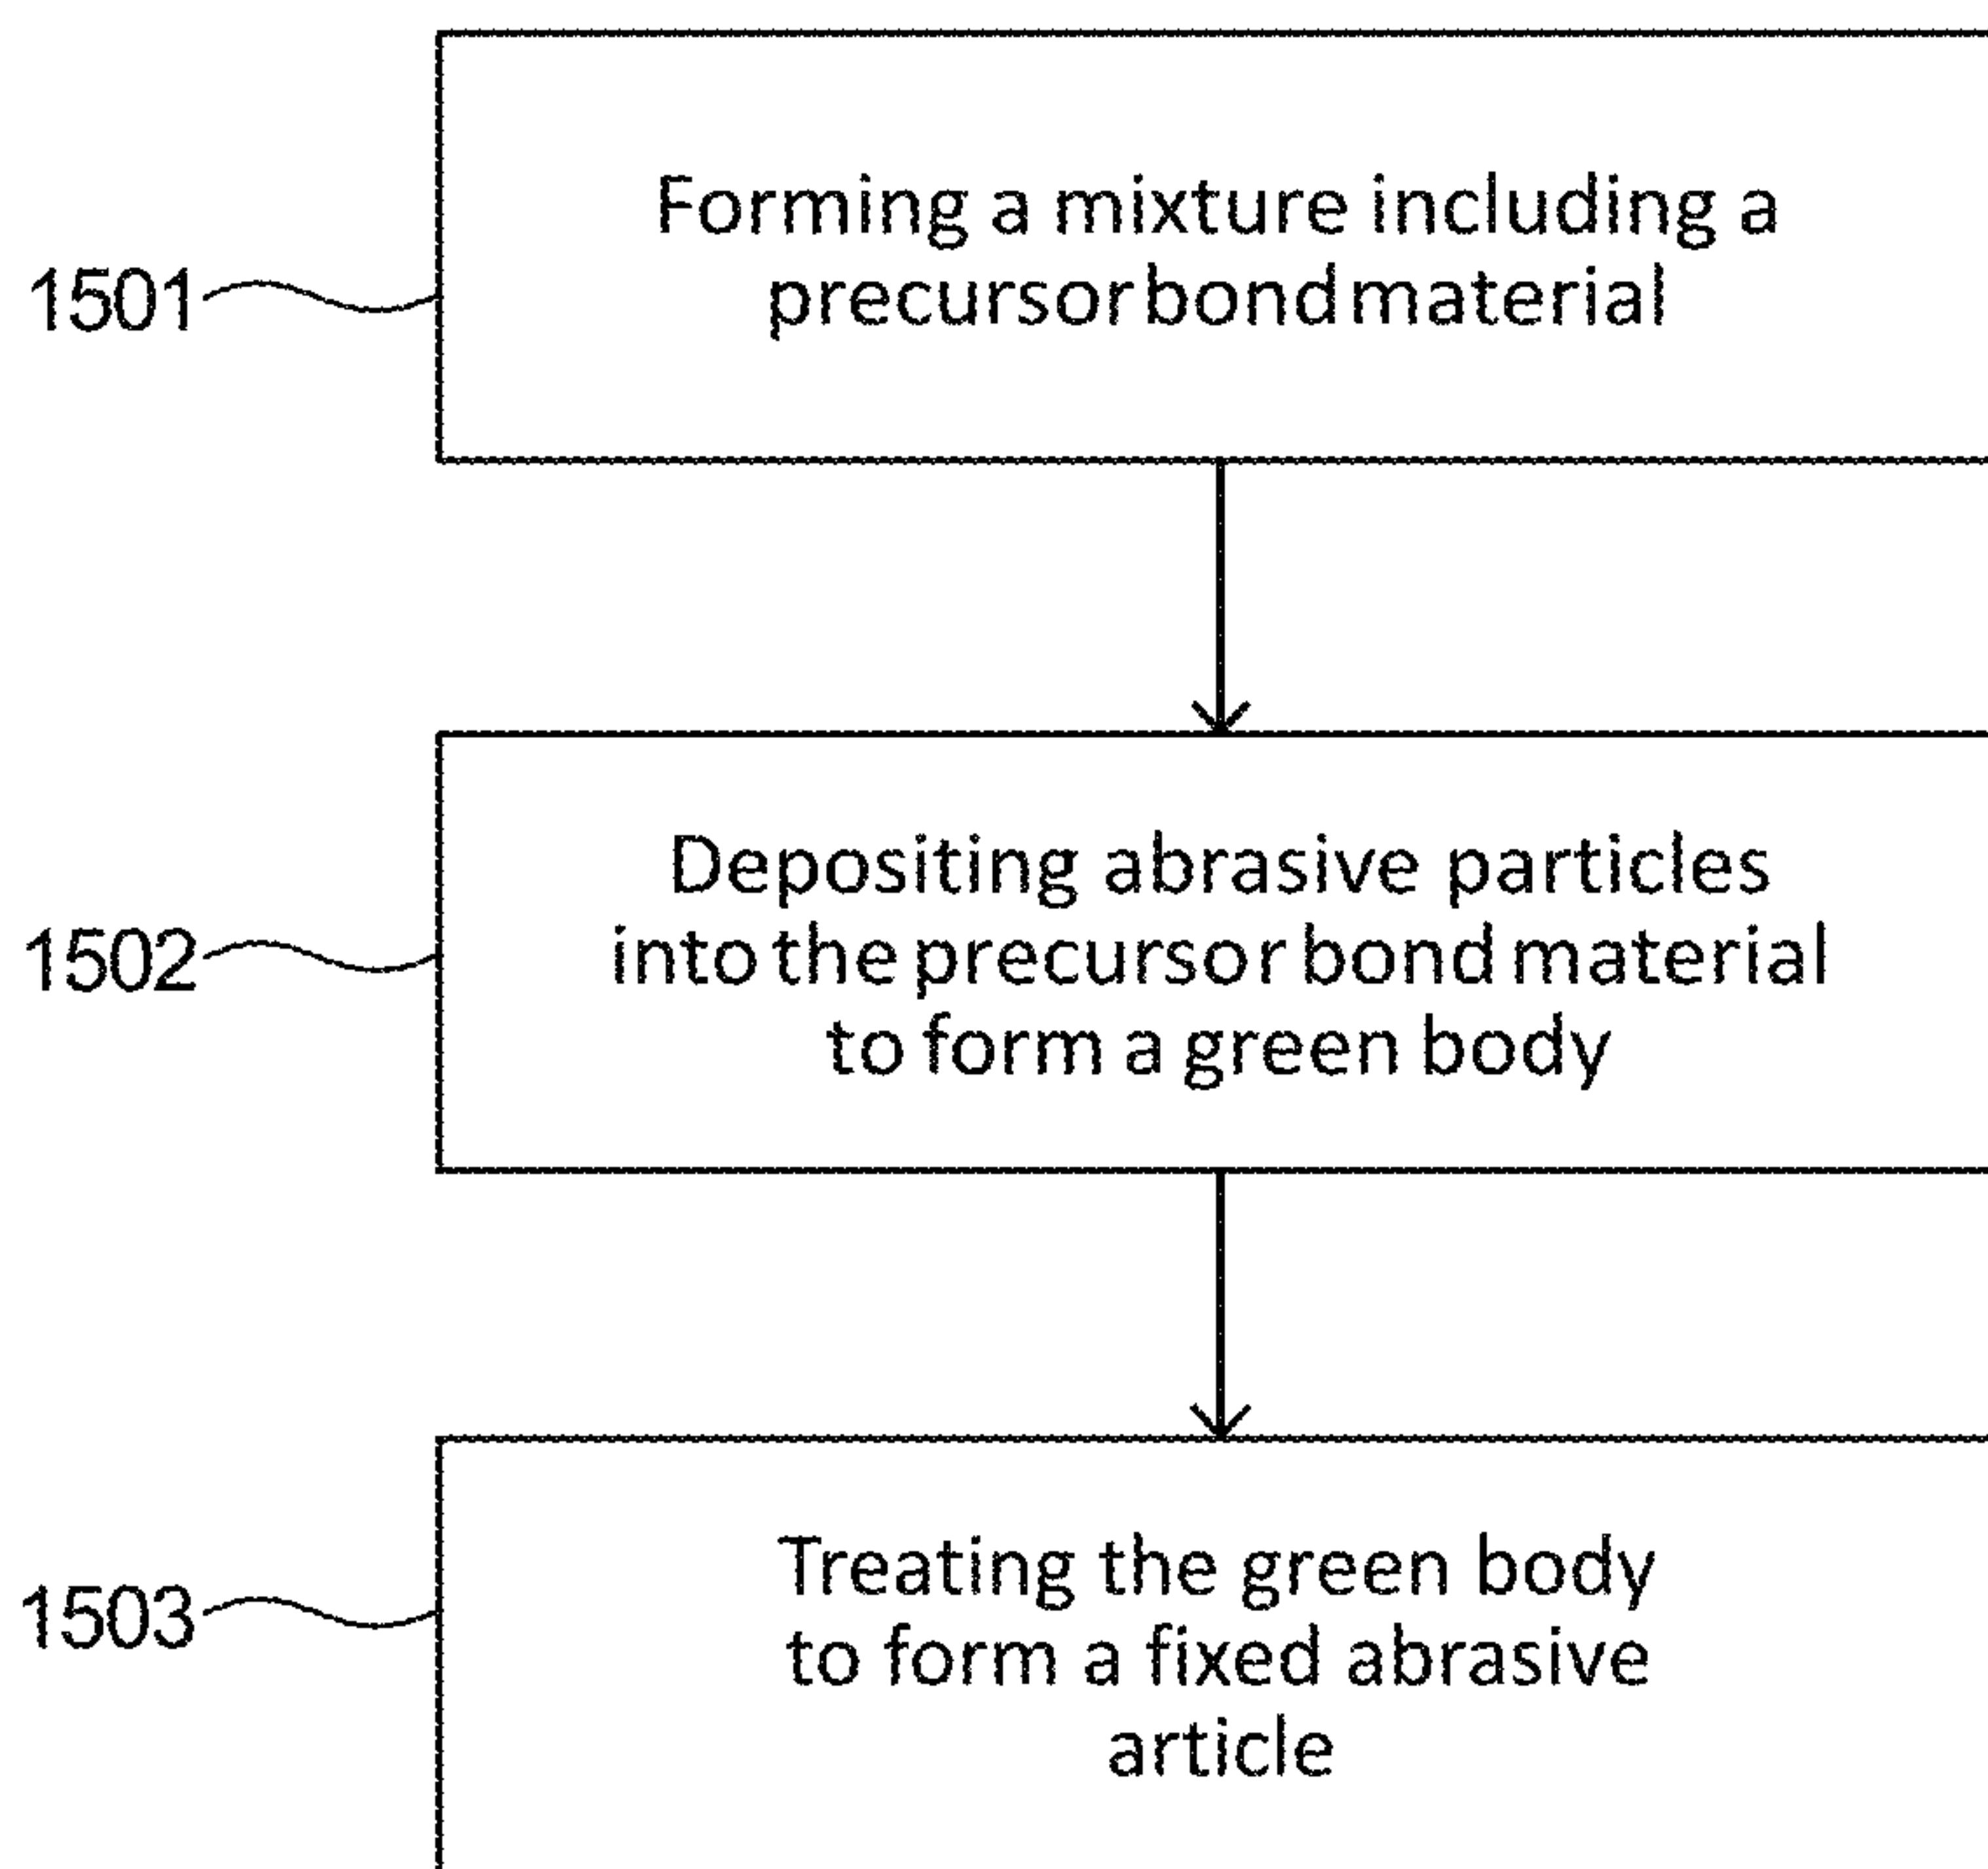 Forming a mixture including a
precursor bond material
1501
Depositing abrasive particles
into the precursor bond material
to form a green body
1502
Treating the green body
to form a fixed abrasive
article
1503